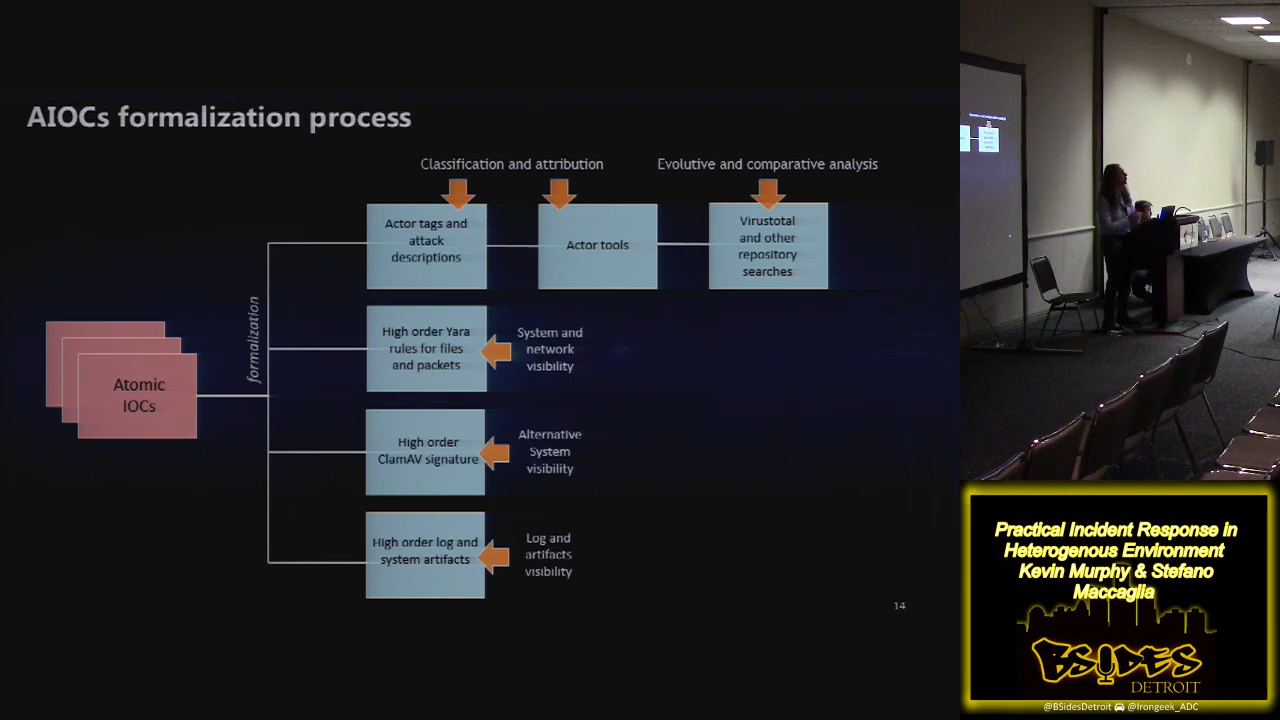 AIOCs formalization process
Classification and attribution
Evolutive and comparative analysis
Actor tags and
attack
descriptions
Actor tools
Virustotal
and other
repository
searches
formalization
Atomic
IOCs
High order Yara
rules for files
and packets
System and
network
visibility
High order
ClamAV signature
Alternative
System
visibility
High order log and
system artifacts
Log and
artifacts
visibility
14
Practical Incident Response in
Heterogenous Environment
Kevin Murphy & Stefano
Maccaglia
BSIDES
DETROIT
@BSidesDetroit @Irongeek_ADC